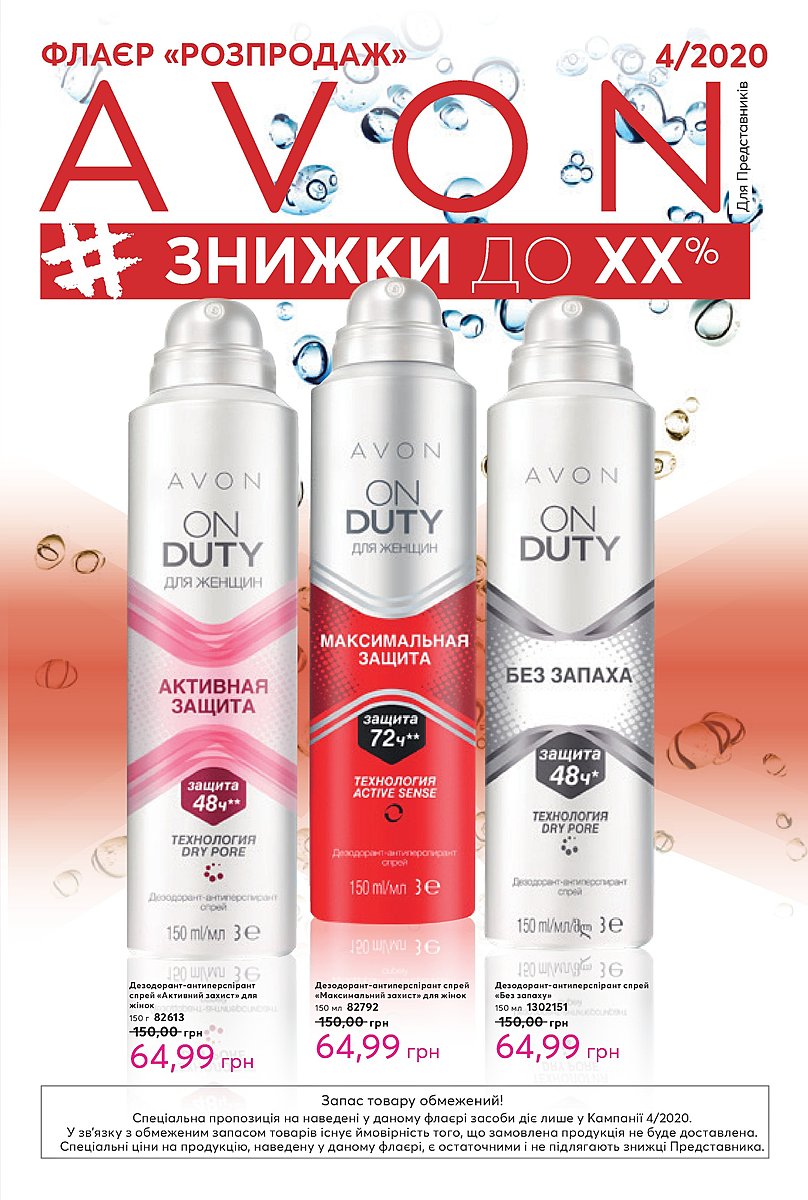 ФЛАЄР «РОЗПРОДАЖ»
4/2020
AVON
Для Представників
# ЗНИЖКИ ДО XX%
AVON
ON
DUTY
ДЛЯ ЖЕНЩИН
АКТИВНАЯ
ЗАЩИТА
защита
48ч**
ТЕХНОЛОГИЯ
DRY PORE
Дезодорант-антиперспирант
спрей
150 ml/мл 3 e
AVON
ON
DUTY
ДЛЯ ЖЕНЩИН
МАКСИМАЛЬНАЯ
ЗАЩИТА
защита
72ч**
ТЕХНОЛОГИЯ
ACTIVE SENSE
Дезодорант-антиперспирант
спрей
150 ml/мл 3 e
AVON
ON
DUTY
БЕЗ ЗАПАХА
защита
48ч*
ТЕХНОЛОГИЯ
DRY PORE
Дезодорант-антиперспирант
спрей
150 ml/мл 3 e
Дезодорант-антиперспірант
спрей «Активний захист» для
жінок
150 г 82613
150,00 грн
64,99 грн
Дезодорант-антиперспірант спрей
«Максимальний захист» для жінок
150 мл 82792
150,00 грн
64,99 грн
Дезодорант-антиперспірант спрей
«Без запаху»
150 мл 1302151
150,00 грн
64,99 грн
Запас товару обмежений!
Спеціальна пропозиція на наведені у даному флаєрі засоби діє лише у Кампанії 4/2020.
У зв'язку з обмеженим запасом товарів існує ймовірність того, що замовлена продукція не буде доставлена.
Спеціальні ціни на продукцію, наведену у даному флаєрі, є остаточними і не підлягають знижці Представника.